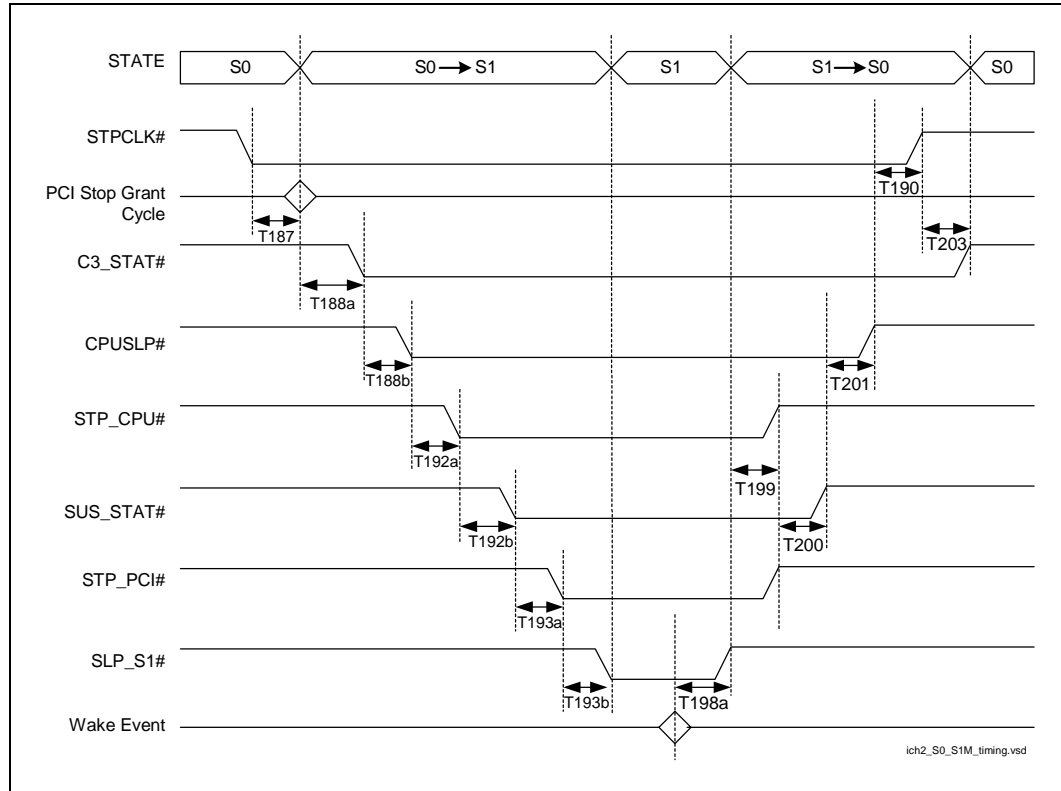 STATE
S0
S0 → S1
S1
S1 → S0
S0
STPCLK#
T190
PCI Stop Grant
Cycle
T187
T203
C3_STAT#
T188a
CPUSLP#
T188b
T201
STP_CPU#
T192a
T199
SUS_STAT#
T192b
T200
STP_PCI#
T193a
SLP_S1#
T193b
T198a
Wake Event
ich2_S0_S1M_timing.vsd